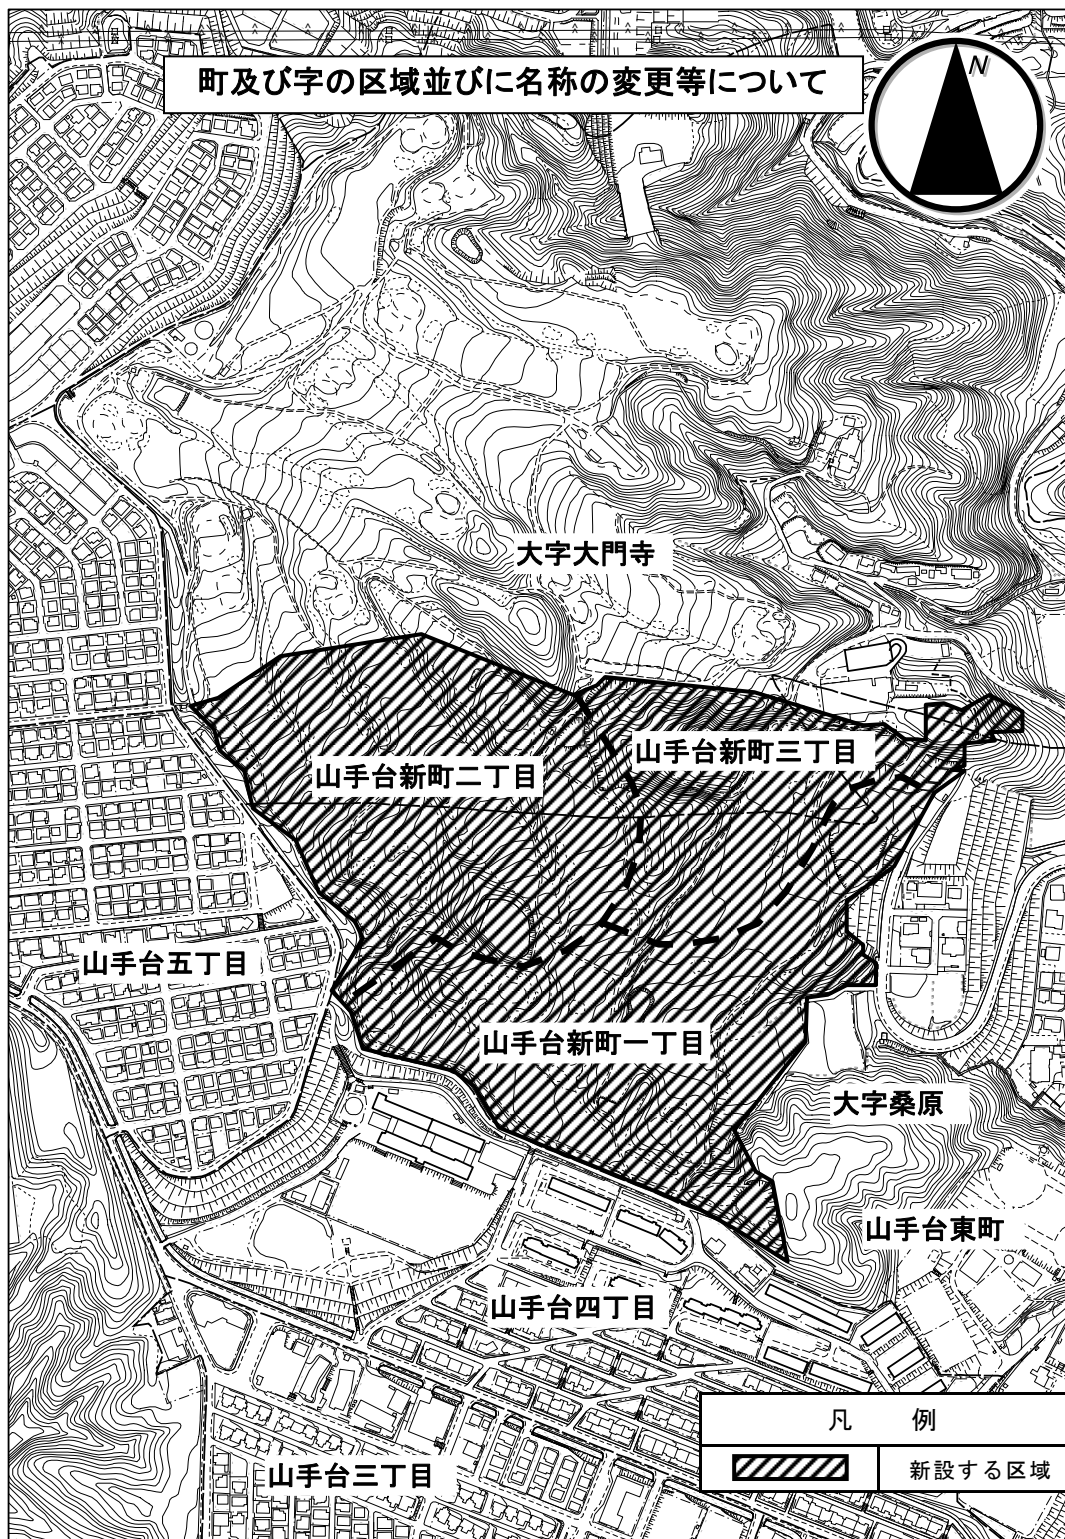 町及び字の区域並びに名称の変更等について
N
大字大門寺
山手台新町三丁目
山手台新町二丁目
山手台五丁目
山手台新町一丁目
大字桑原
山手台東町
山手台四丁目
山手台三丁目
凡 例
新設する区域